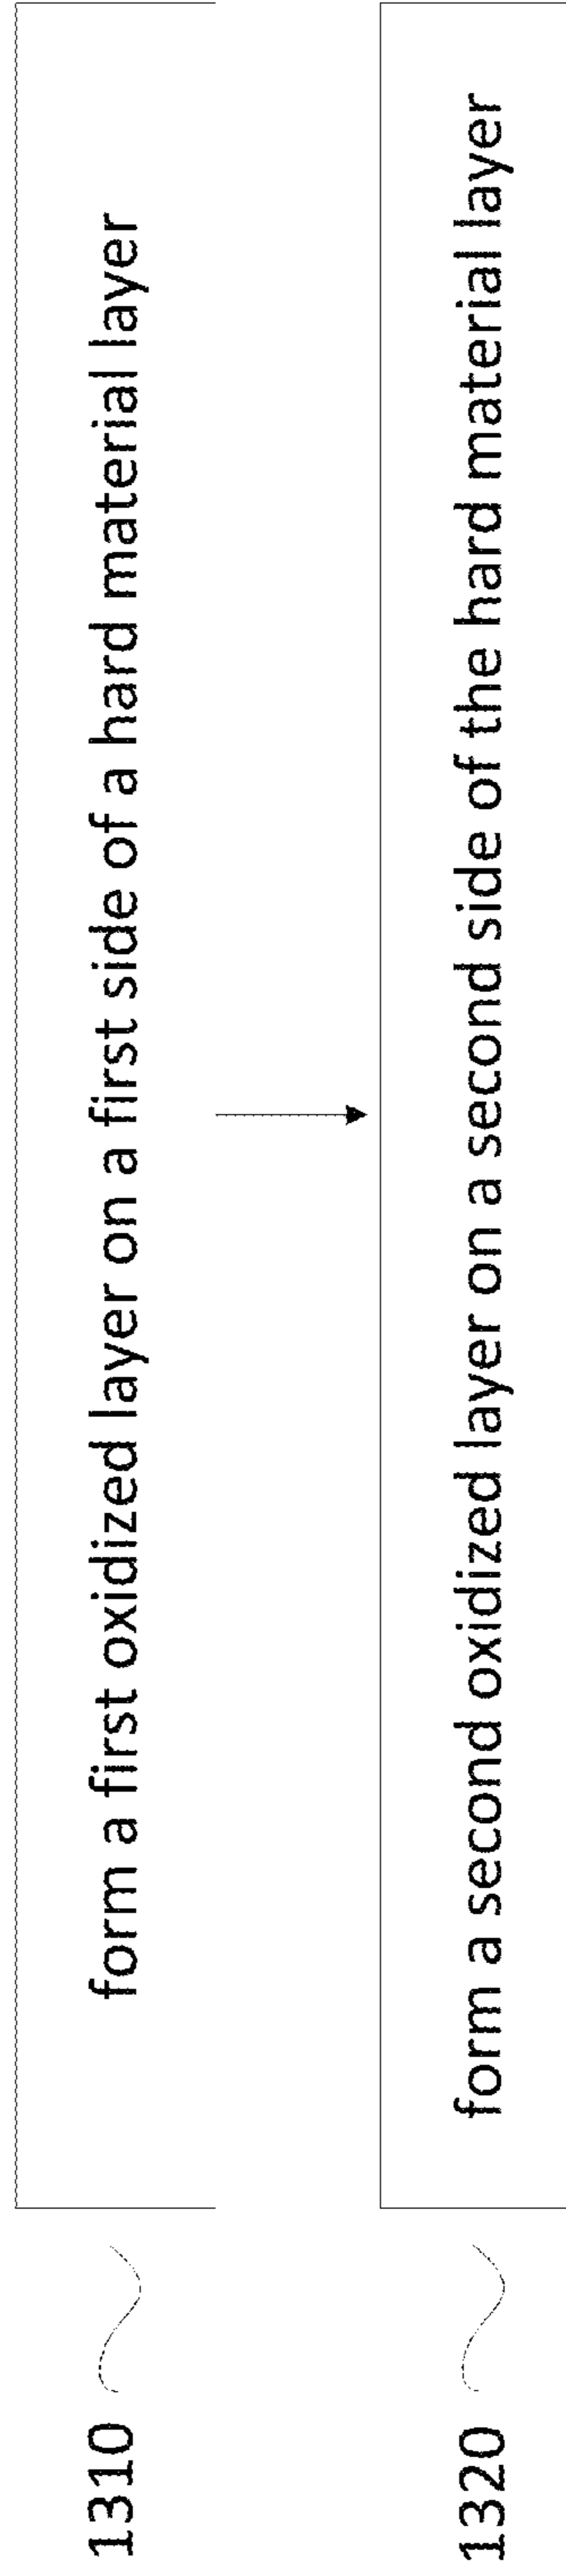 1310
form a first oxidized layer on a first side of a hard material layer
1320
form a second oxidized layer on a second side of the hard material layer